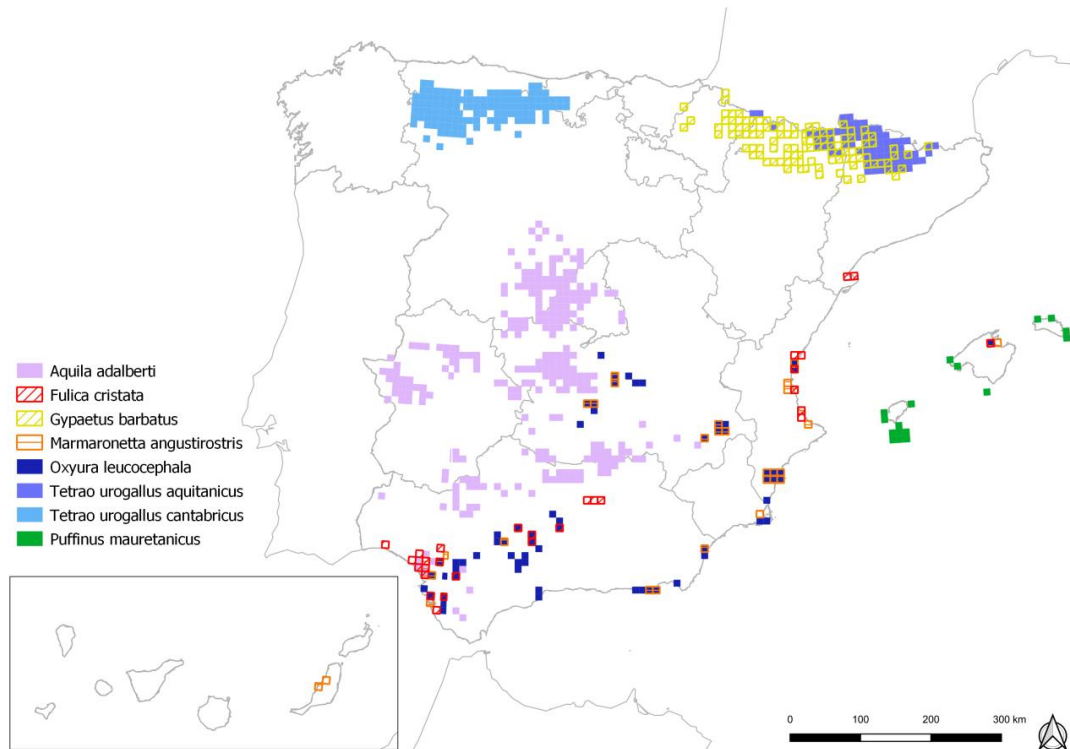 Aquila adalberti
Fulica cristata
Gypaetus barbatus
Marmaronetta angustirostris
Oxyura leucocephala
Tetrao urogallus aquitanicus
Tetrao urogallus cantabricus
Puffinus mauretanicus
0 100 200 300 km